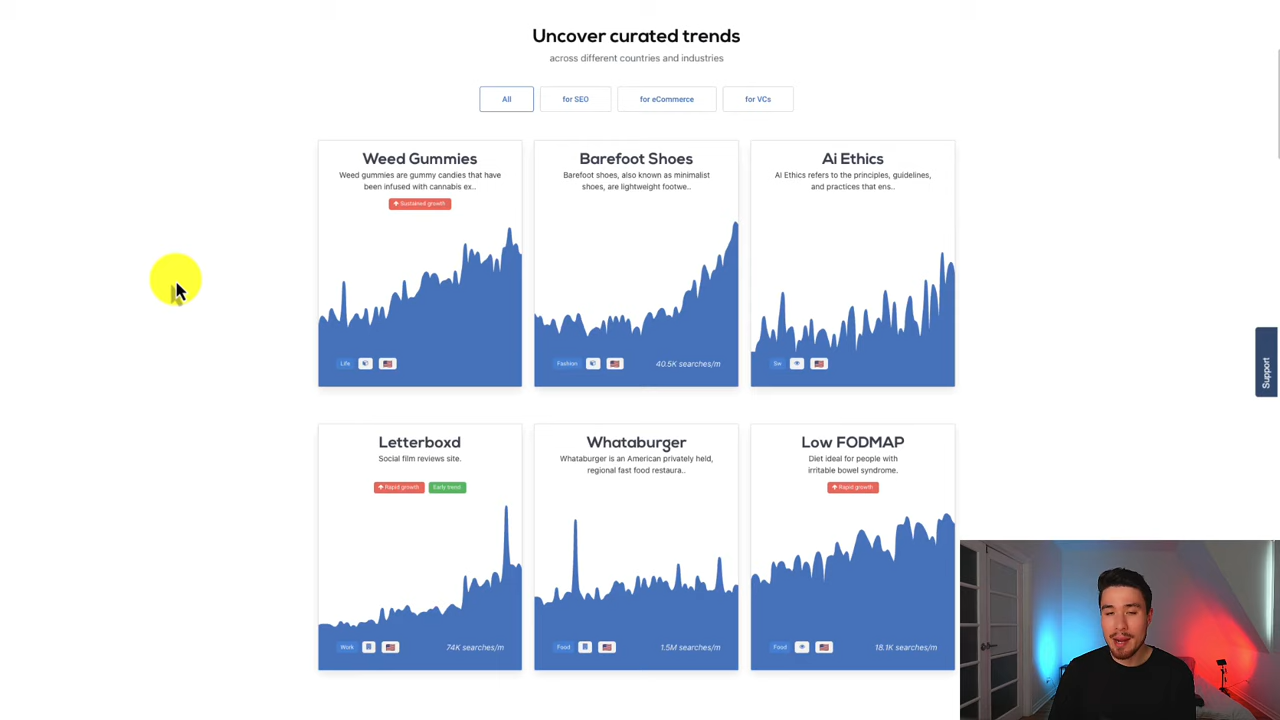 Uncover curated trends
across different countries and industries
All
for SEO
for eCommerce
for VCs
Weed Gummies
Weed gummies are gummy candies that have
been infused with cannabis ex..
Sustained growth
Life
Barefoot Shoes
Barefoot shoes, also known as minimalist
shoes, are lightweight footwe..
Fashion
40.5K searches/m
Ai Ethics
AI Ethics refers to the principles, guidelines,
and practices that ens..
Sw
Support
Letterboxd
Social film reviews site.
Rapid growth
Early trend
Work
74K searches/m
Whataburger
Whataburger is an American privately held,
regional fast food restaura..
Food
1.5M searches/m
Low FODMAP
Diet ideal for people with
irritable bowel syndrome.
Rapid growth
Food
18.1K searches/m